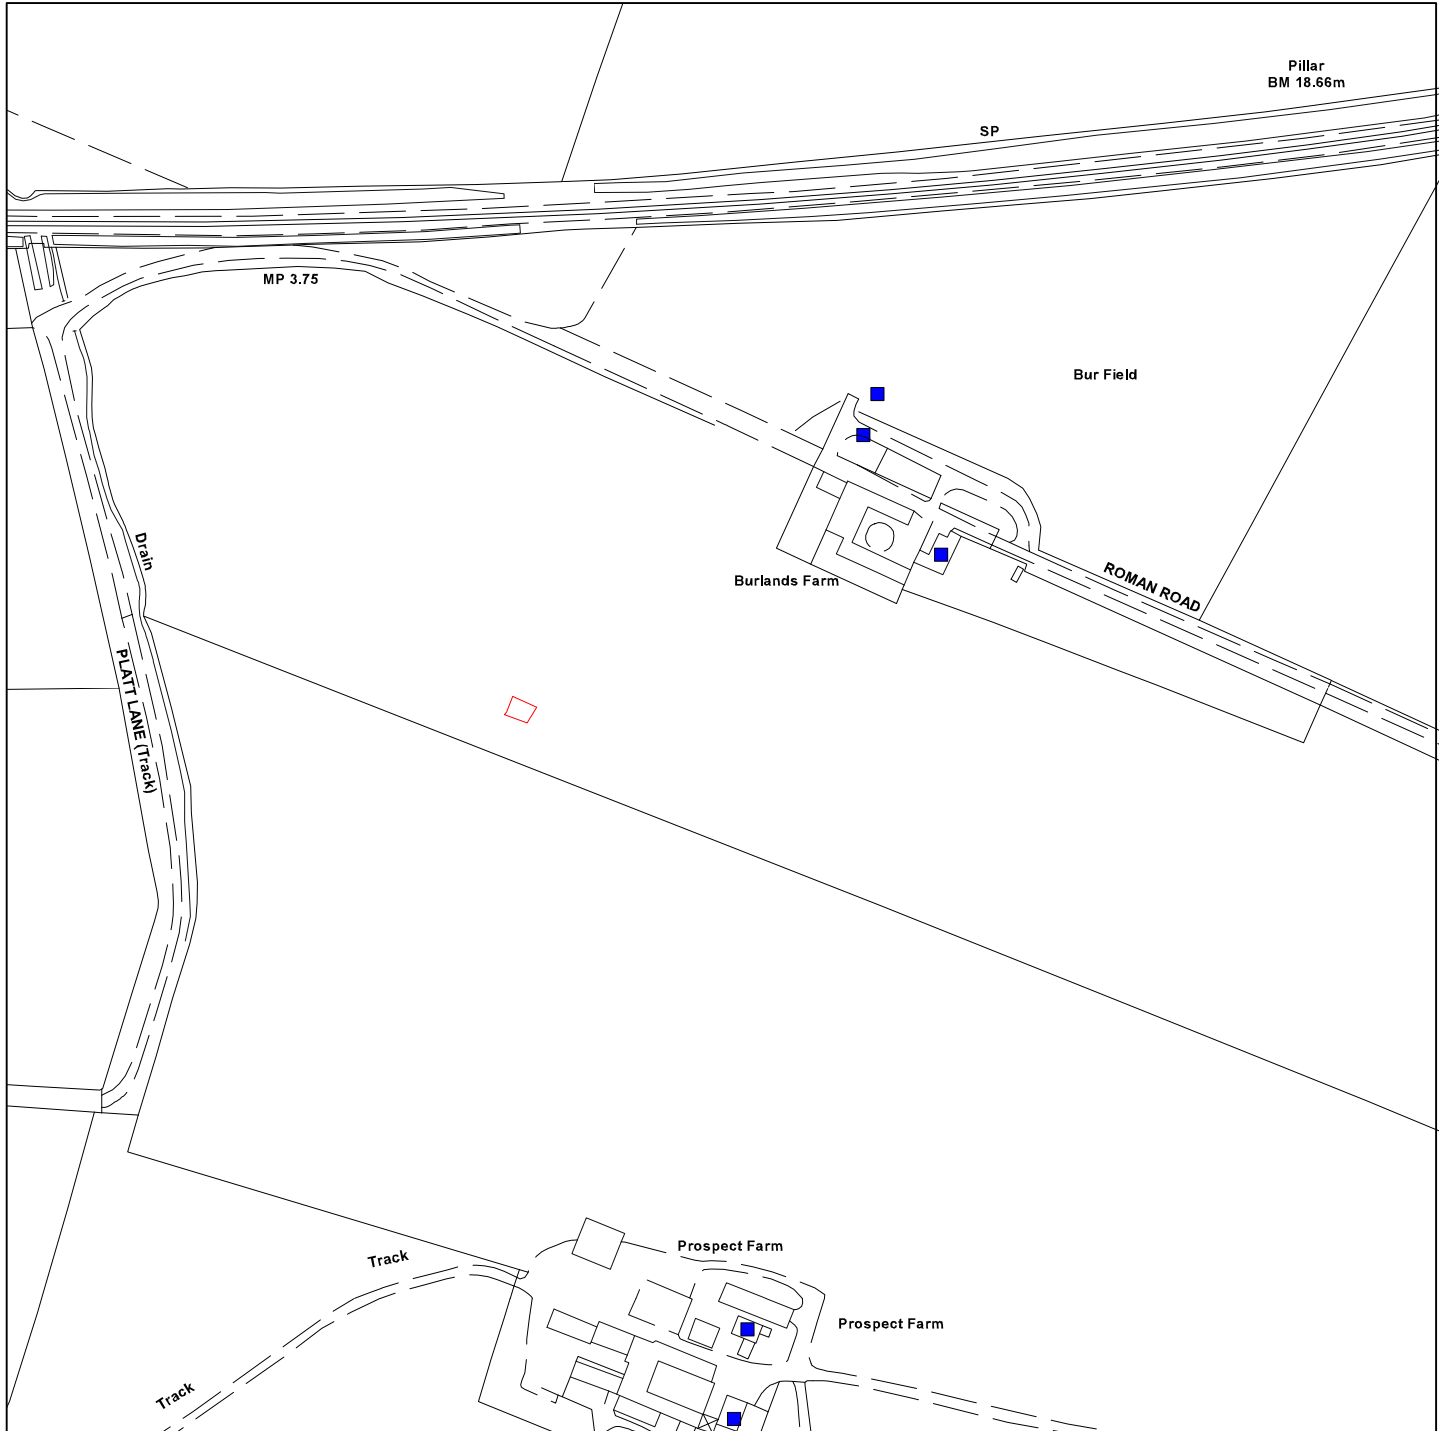 Pillar
BM 18.66m
SP
MP 3.75
Bur Field
Drain
Burlands Farm
ROMAN ROAD
PLATT LANE (Track)
Prospect Farm
Track
Prospect Farm
Track